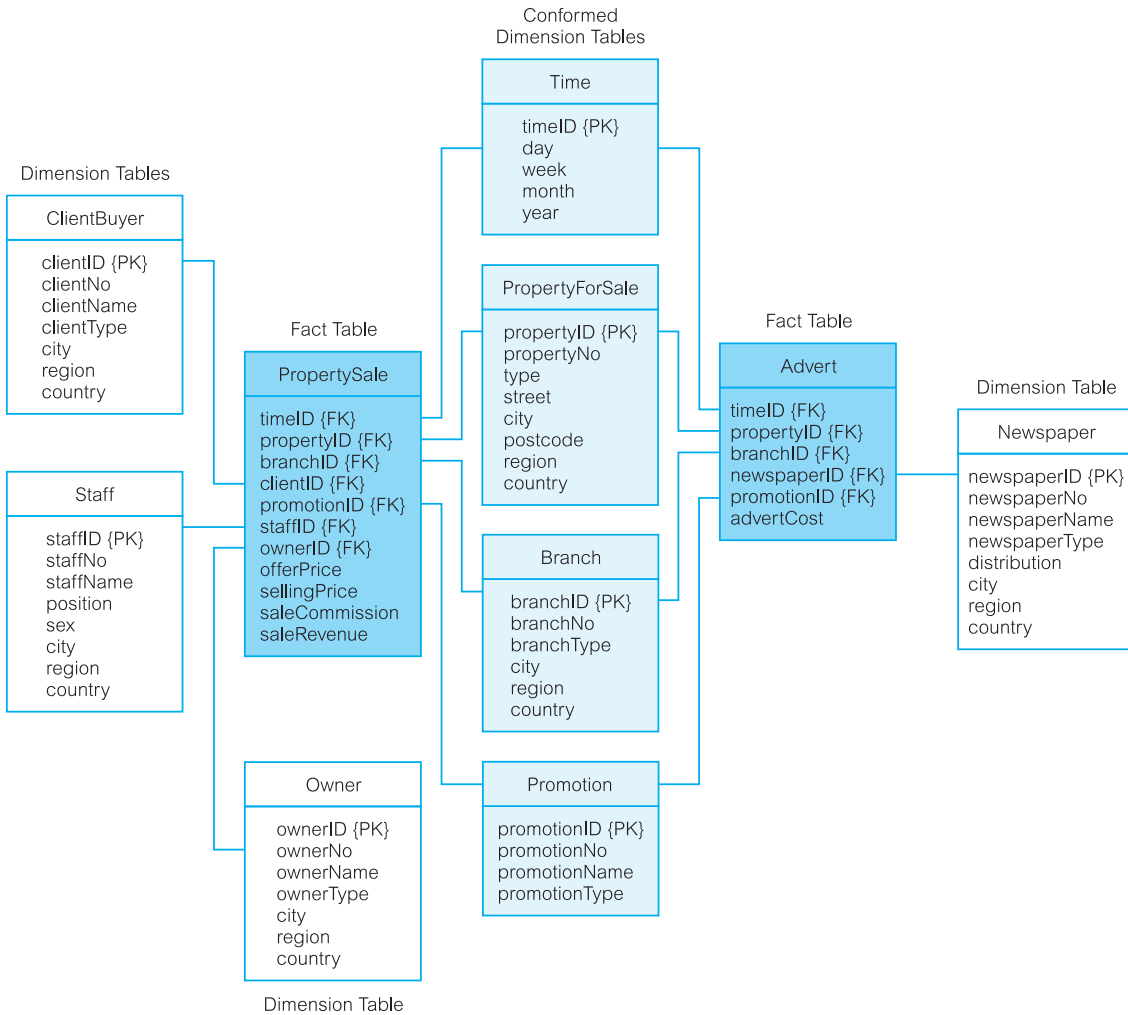 Conformed
Dimension Tables
Time
timeID {PK}
day
week
month
year
Dimension Tables
ClientBuyer
clientID {PK}
clientNo
clientName
clientType
city
region
country
Staff
staffID {PK}
staffNo
staffName
position
sex
city
region
country
Fact Table
PropertySale
timeID {FK}
propertyID {FK}
branchID {FK}
clientID {FK}
promotionID {FK}
staffID {FK}
ownerID {FK}
offerPrice
sellingPrice
saleCommission
saleRevenue
Owner
ownerID {PK}
ownerNo
ownerName
ownerType
city
region
country
Dimension Table
PropertyForSale
propertyID {PK}
propertyNo
type
street
city
postcode
region
country
Branch
branchID {PK}
branchNo
branchType
city
region
country
Promotion
promotionID {PK}
promotionNo
promotionName
promotionType
Fact Table
Advert
timeID {FK}
propertyID {FK}
branchID {FK}
newspaperID {FK}
promotionID {FK}
advertCost
Dimension Table
Newspaper
newspaperID {PK}
newspaperNo
newspaperName
newspaperType
distribution
city
region
country